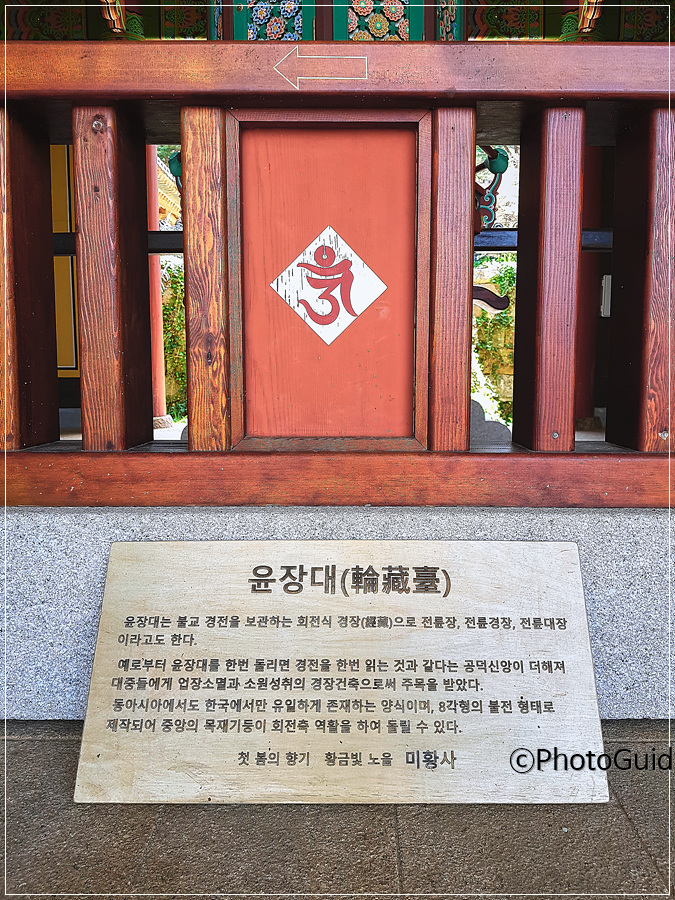 ॐ
윤장대(輪藏臺)
윤장대는 불교 경전을 보관하는 회전식 경장(經藏)으로 전륜장, 전륜경장, 전륜대장
이라고도 한다.
예로부터 윤장대를 한번 돌리면 경전을 한번 읽는 것과 같다는 공덕신앙이 더해져
대중들에게 업장소멸과 소원성취의 경장건축으로써 주목을 받았다.
동아시아에서도 한국에서만 유일하게 존재하는 양식이며, 8각형의 불전 형태로
제작되어 중앙의 목재기둥이 회전축 역활을 하여 돌릴 수 있다.
첫 봄의 향기 황금빛 노을 미황사
©PhotoGuid